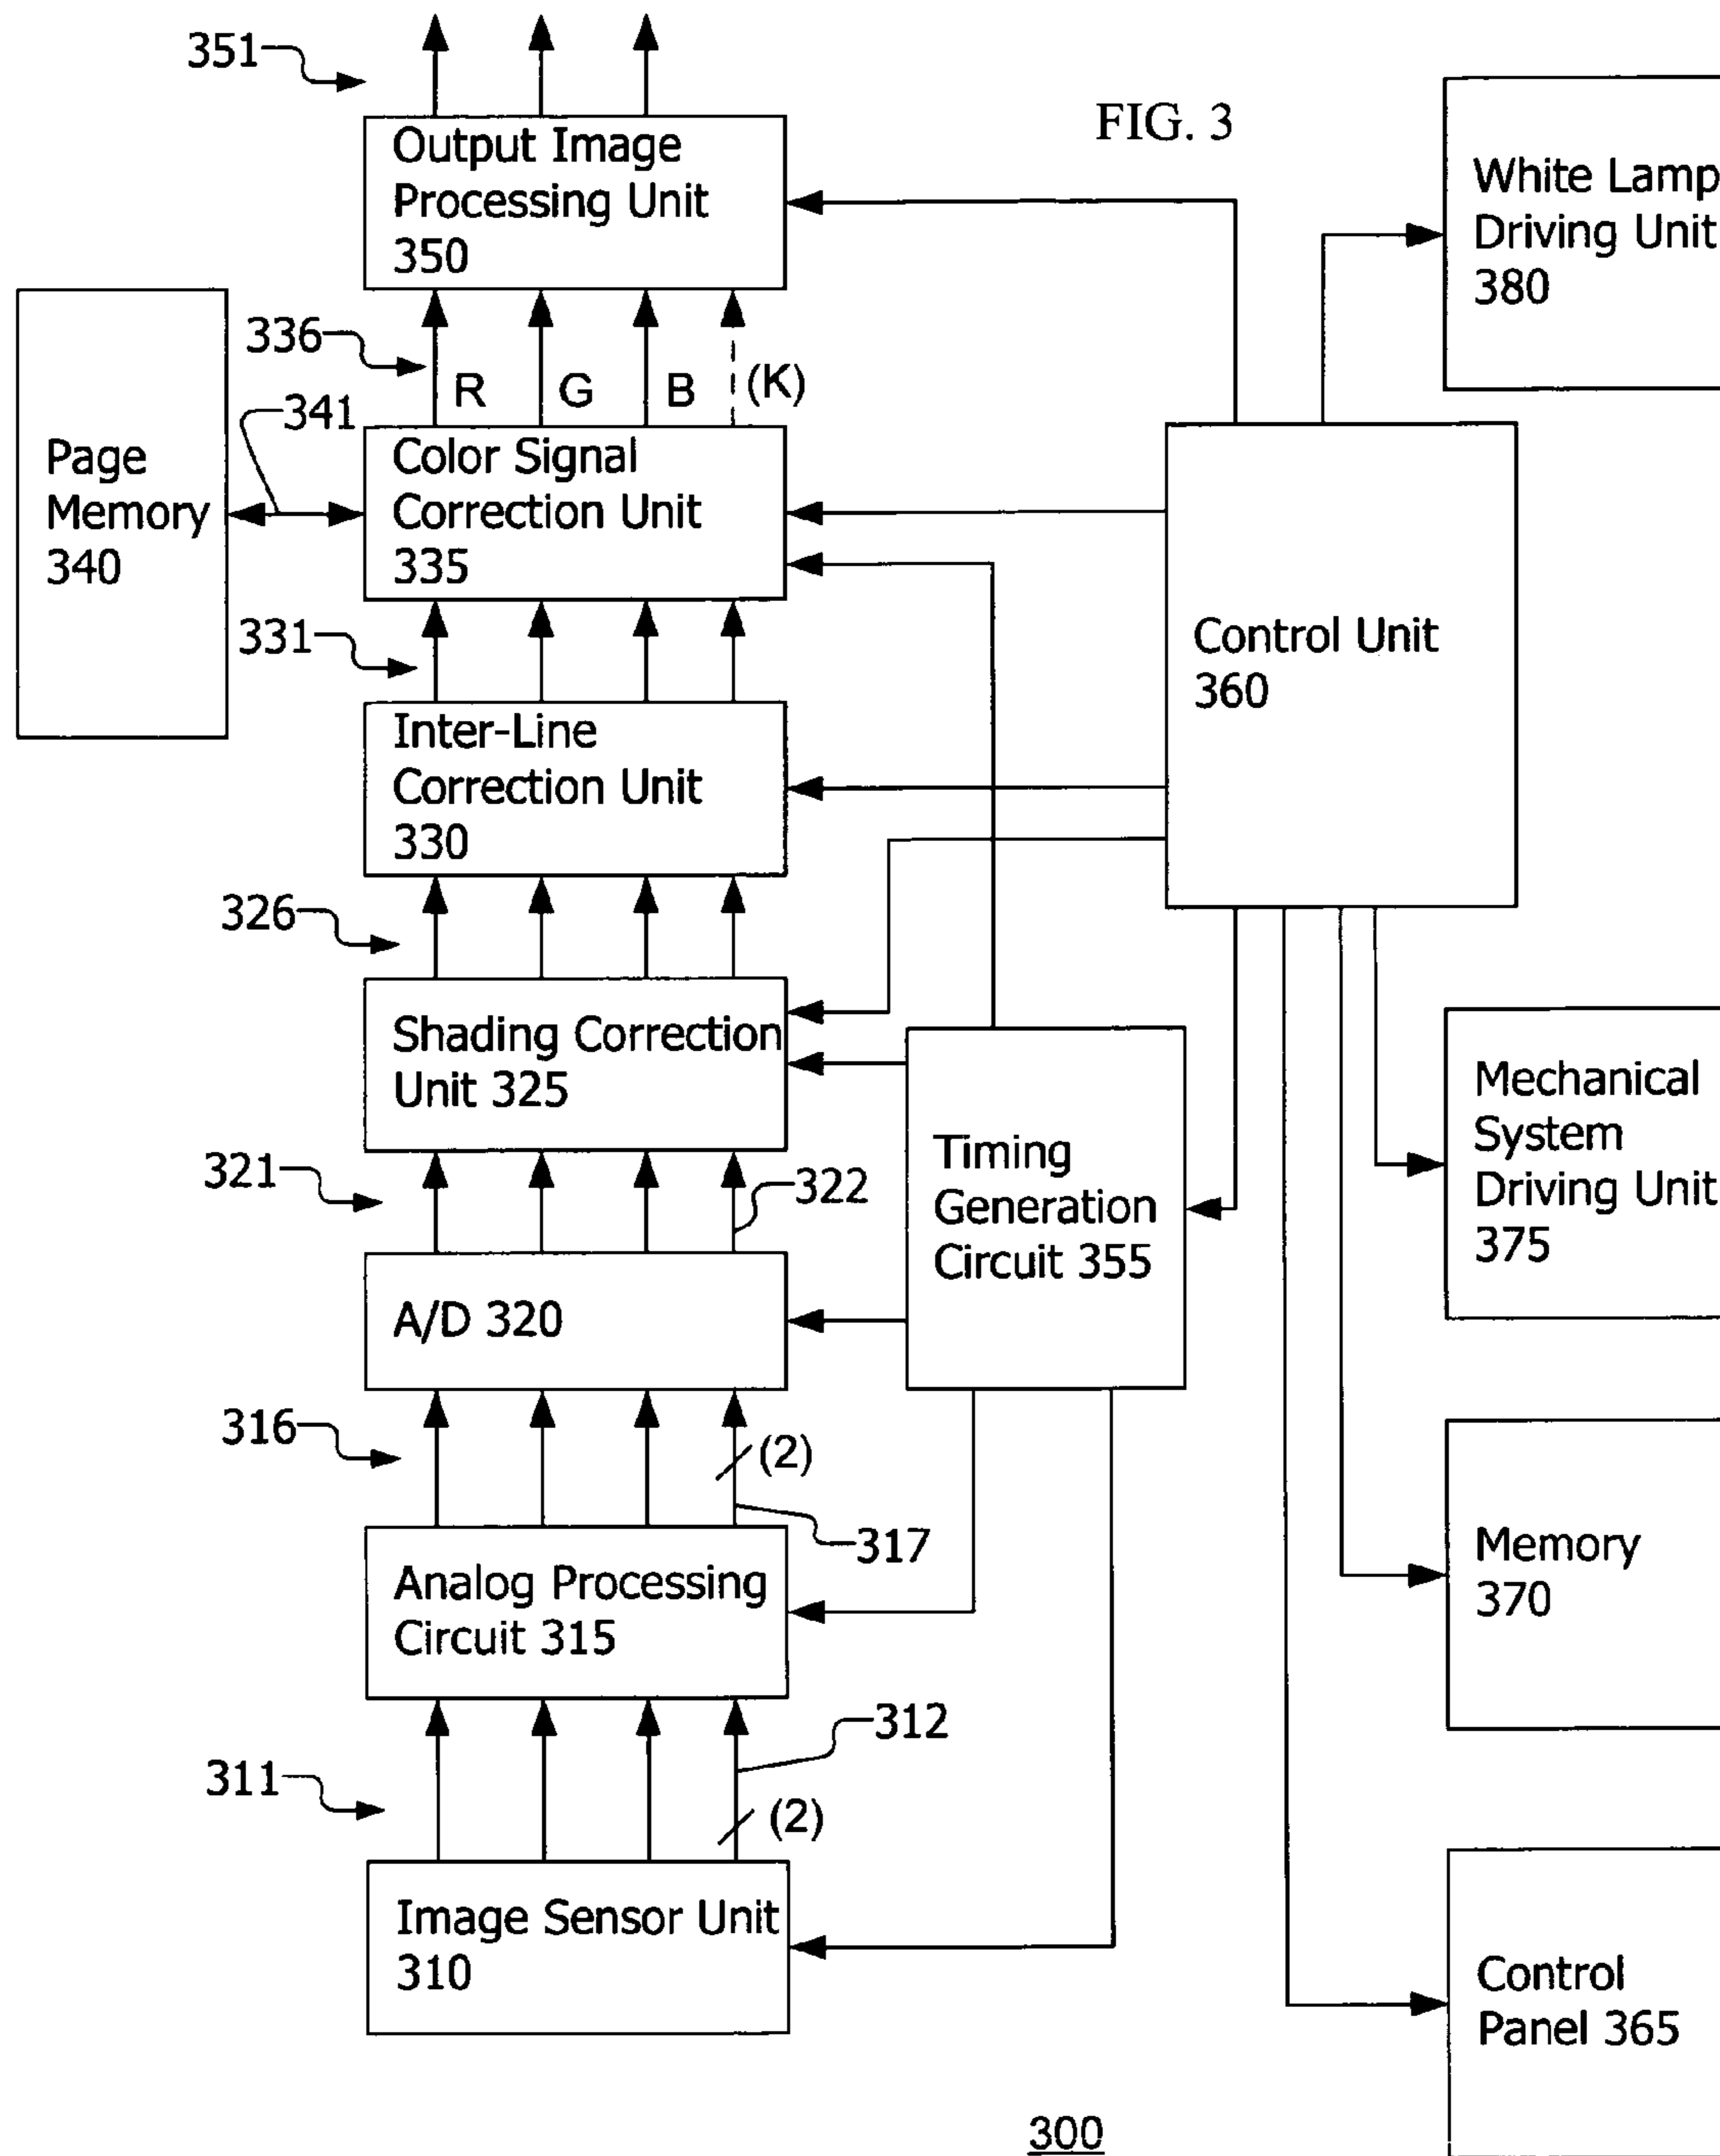 351
FIG. 3
Output Image
Processing Unit
350
White Lamp
Driving Unit
380
336
R
G
B
(K)
341
Page
Memory
340
Color Signal
Correction Unit
335
Control Unit
360
331
Inter-Line
Correction Unit
330
326
Shading Correction
Unit 325
Mechanical
System
Driving Unit
375
Timing
Generation
Circuit 355
321
322
A/D 320
316
(2)
317
Memory
370
Analog Processing
Circuit 315
312
311
(2)
Image Sensor Unit
310
Control
Panel 365
300